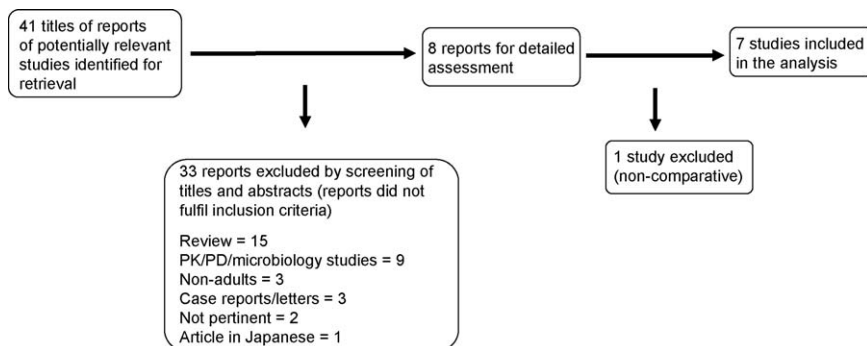 41 titles of reports
of potentially relevant
studies identified for
retrieval
8 reports for detailed
assessment
7 studies included
in the analysis
33 reports excluded by screening of
titles and abstracts (reports did not
fulfil inclusion criteria)
Review = 15
PK/PD/microbiology studies = 9
Non-adults = 3
Case reports/letters = 3
Not pertinent = 2
Article in Japanese = 1
1 study excluded
(non-comparative)